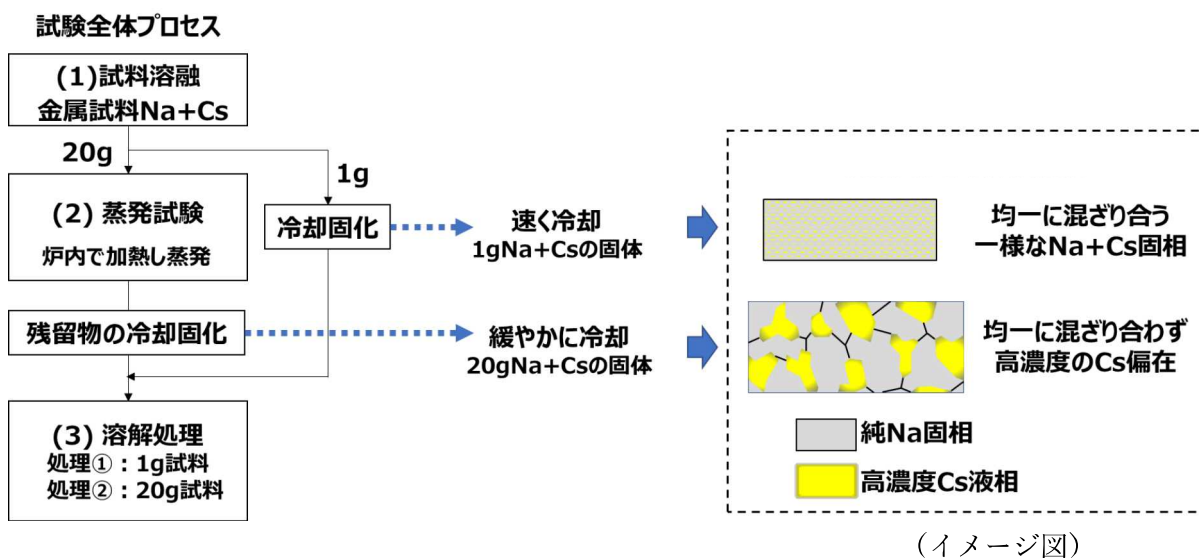 試験全体プロセス
(1)試料溶融
金属試料Na+Cs
20g
1g
(2) 蒸発試験
炉内で加熱し蒸発
冷却固化
残留物の冷却固化
(3) 溶解処理
処理①：1g試料
処理②：20g試料
速く冷却
1gNa+Csの固体
緩やかに冷却
20gNa+Csの固体
均一に混ざり合う
一様なNa+Cs固相
均一に混ざり合わず
高濃度のCs偏在
純Na固相
高濃度Cs液相
（イメージ図）